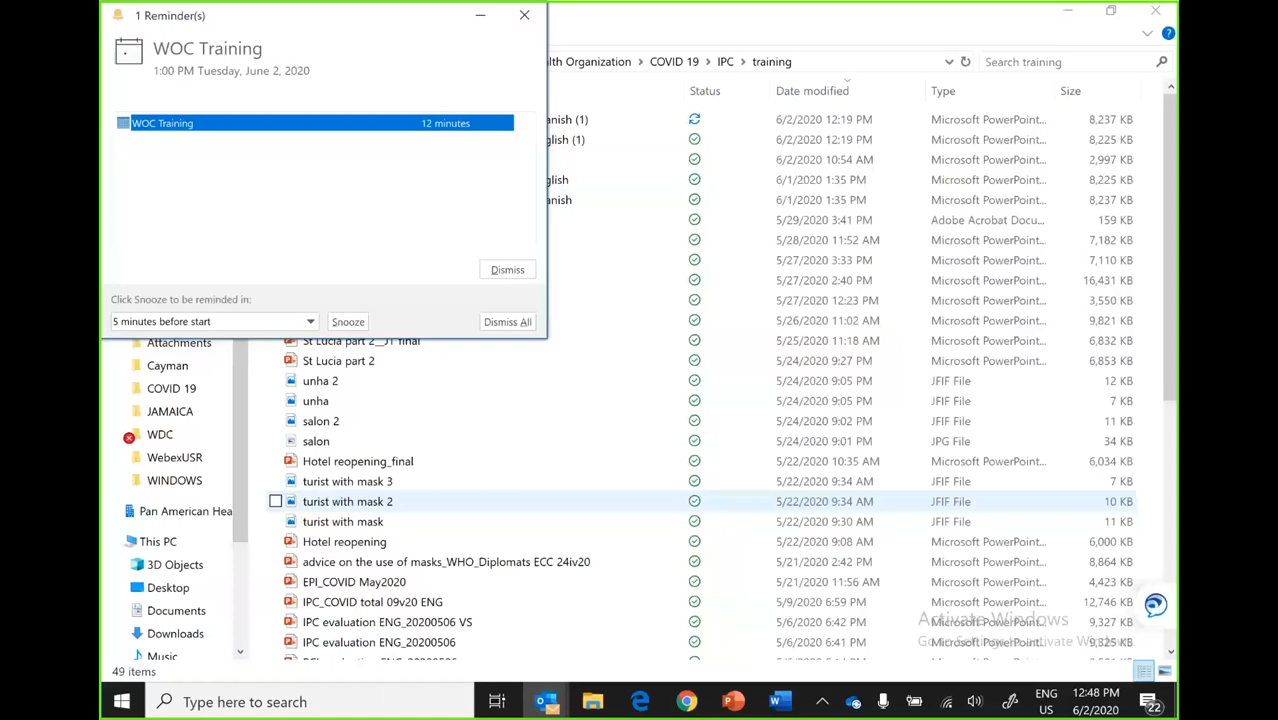 1 Reminder(s)
WOC Training
1:00 PM Tuesday, June 2, 2020
WOC Training 12 minutes
Dismiss
Click Snooze to be reminded in:
5 minutes before start Snooze Dismiss All
lth Organization > COVID 19 > IPC > training
Search training
Status Date modified Type Size
anish (1) 6/2/2020 12:19 PM Microsoft PowerPoint... 8,237 KB
glish (1) 6/2/2020 12:19 PM Microsoft PowerPoint... 8,225 KB
6/2/2020 10:54 AM Microsoft PowerPoint... 2,997 KB
glish 6/1/2020 1:35 PM Microsoft PowerPoint... 8,225 KB
anish 6/1/2020 1:35 PM Microsoft PowerPoint... 8,237 KB
5/29/2020 3:41 PM Adobe Acrobat Docu... 159 KB
5/28/2020 11:52 AM Microsoft PowerPoint... 7,182 KB
5/27/2020 3:33 PM Microsoft PowerPoint... 7,110 KB
5/27/2020 2:40 PM Microsoft PowerPoint... 16,431 KB
5/27/2020 12:23 PM Microsoft PowerPoint... 3,550 KB
5/26/2020 11:02 AM Microsoft PowerPoint... 9,821 KB
St Lucia part 2__J1 final 5/25/2020 11:18 AM Microsoft PowerPoint... 6,832 KB
St Lucia part 2 5/24/2020 9:27 PM Microsoft PowerPoint... 6,853 KB
unha 2 5/24/2020 9:05 PM JFIF File 12 KB
unha 5/24/2020 9:05 PM JFIF File 7 KB
salon 2 5/24/2020 9:02 PM JFIF File 7 KB
salon 5/24/2020 9:01 PM JPG File 34 KB
Hotel reopening_final 5/22/2020 10:35 AM Microsoft PowerPoint... 6,034 KB
turist with mask 3 5/22/2020 9:34 AM JFIF File 7 KB
turist with mask 2 5/22/2020 9:34 AM JFIF File 10 KB
turist with mask 5/22/2020 9:30 AM JFIF File 11 KB
Hotel reopening 5/22/2020 9:08 AM Microsoft PowerPoint... 6,000 KB
advice on the use of masks_WHO_Diplomats ECC 24iv20 5/21/2020 2:42 PM Microsoft PowerPoint... 8,864 KB
EPI_COVID May2020 5/21/2020 11:56 AM Microsoft PowerPoint... 4,423 KB
IPC_COVID total 09v20 ENG 5/9/2020 6:59 PM Microsoft PowerPoint... 12,746 KB
IPC evaluation ENG_20200506 VS 5/6/2020 6:42 PM Microsoft PowerPoint... 9,327 KB
IPC evaluation ENG_20200506 5/6/2020 6:41 PM Microsoft PowerPoint... 9,325 KB
Attachments
Cayman
COVID 19
JAMAICA
WDC
WebexUSR
WINDOWS
Pan American Hea
This PC
3D Objects
Desktop
Documents
Downloads
Music
Activate Windows
49 items
Type here to search
ENG
US
12:48 PM
6/2/2020
22